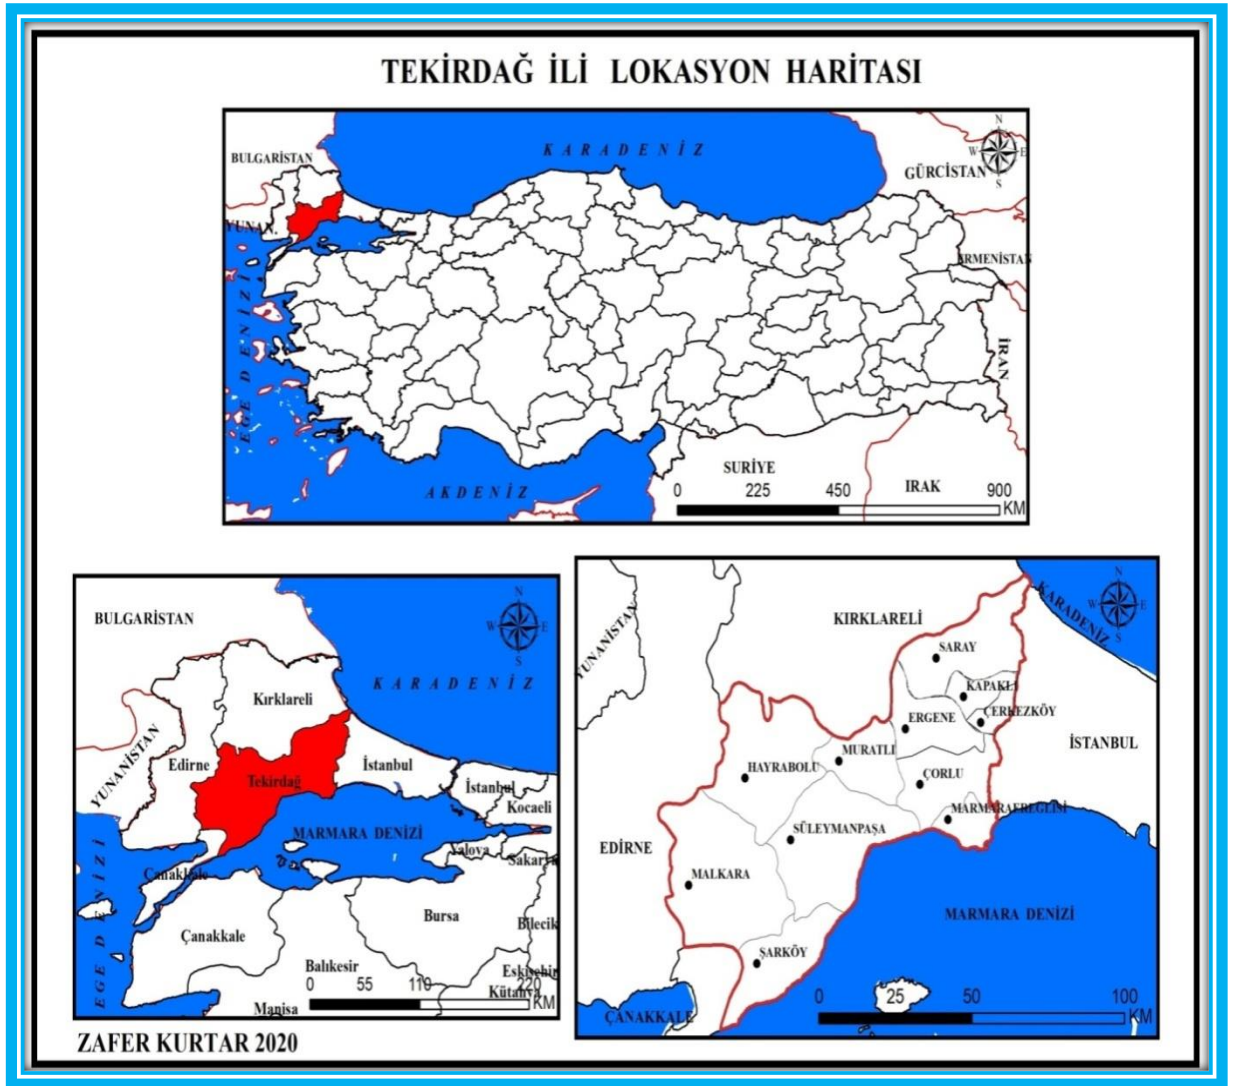 TEKİRDAĞ İLİ LOKASYON HARİTASI
KARADENİZ
BULGARİSTAN
GÜRCİSTAN
N
W E
S
YUNAN.
ERMENİSTAN
EGE DENİZİ
İRAN
SURİYE
AKDENİZ
IRAK
0 225 450 900
KM
BULGARİSTAN
N
W E
S
KARADENİZ
Kırklareli
YUNANİSTAN
Edirne
İstanbul
Tekirdağ
İstanbul
Kocaeli
MARMARA DENİZİ
Yalova
Sakarya
Çanakkale
EGE DENİZİ
Bursa
Bilecik
Çanakkale
Balıkesir
Eskişehir
Kütahya
Manisa
0 55 110 220
KM
N
W E
S
KARADENİZ
YUNANİSTAN
KIRKLARELİ
SARAY
KAPAKLI
ERGENE
ÇERKEZKÖY
İSTANBUL
MURATLI
HAYRABOLU
ÇORLU
MARMARAEREĞLİSİ
SÜLEYMANPAŞA
EDİRNE
MALKARA
MARMARA DENİZİ
ŞARKÖY
ÇANAKKALE
0 25 50 100
KM
ZAFER KURTAR 2020